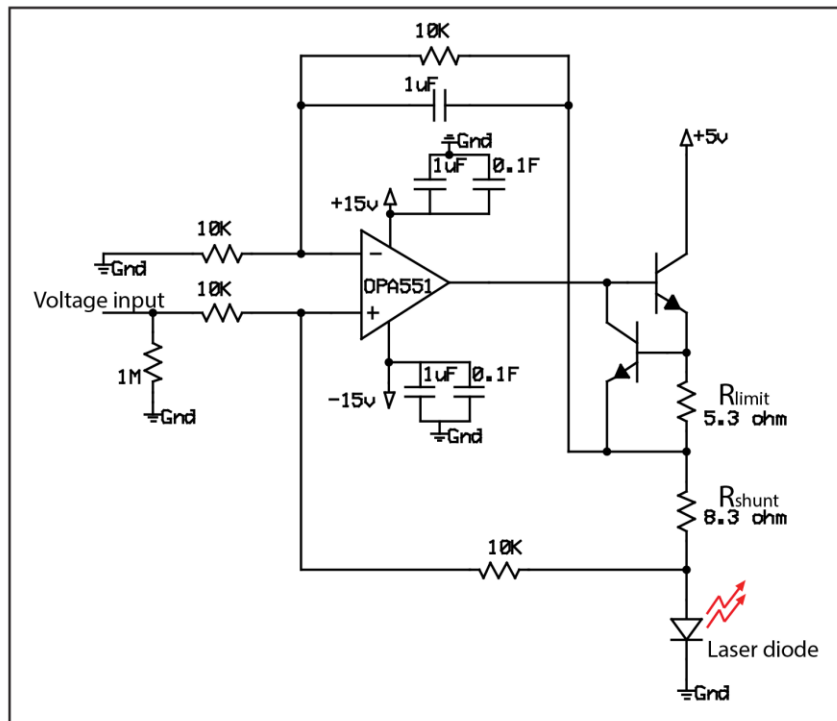 10K
1uF
+5v
Gnd
1uF
0.1F
+15v
10K
Gnd
-
OPA551
Voltage input
10K
+
1M
Gnd
1uF
0.1F
-15v
Gnd
Rlimit
5.3 ohm
Rshunt
8.3 ohm
10K
Laser diode
Gnd